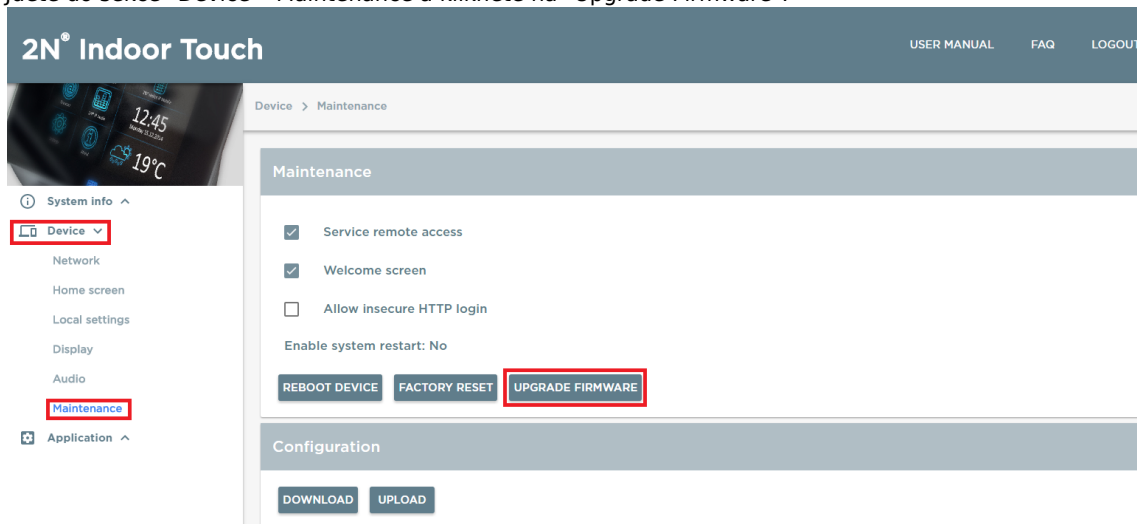 2N® Indoor Touch
USER MANUAL FAQ LOGOUT
12:45
19°C
Device > Maintenance
Maintenance
System info
Device
Network
Home screen
Local settings
Display
Audio
Maintenance
Application
Service remote access
Welcome screen
Allow insecure HTTP login
Enable system restart: No
REBOOT DEVICE FACTORY RESET UPGRADE FIRMWARE
Configuration
DOWNLOAD UPLOAD